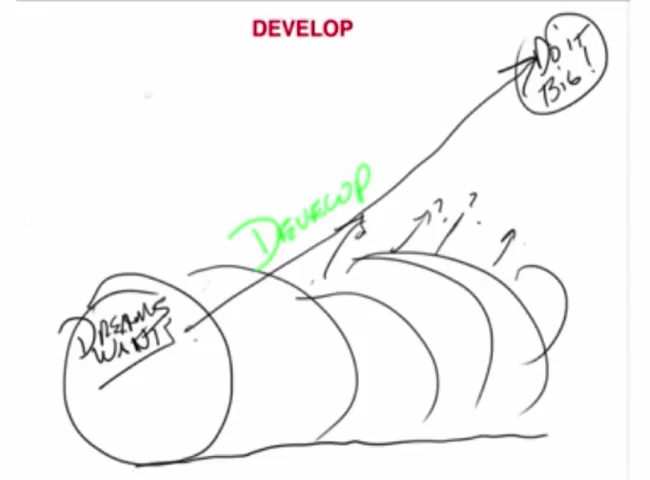 DEVELOP
DO IT
BIG!
DEVELOP
?
?
DREAMS
WANTS